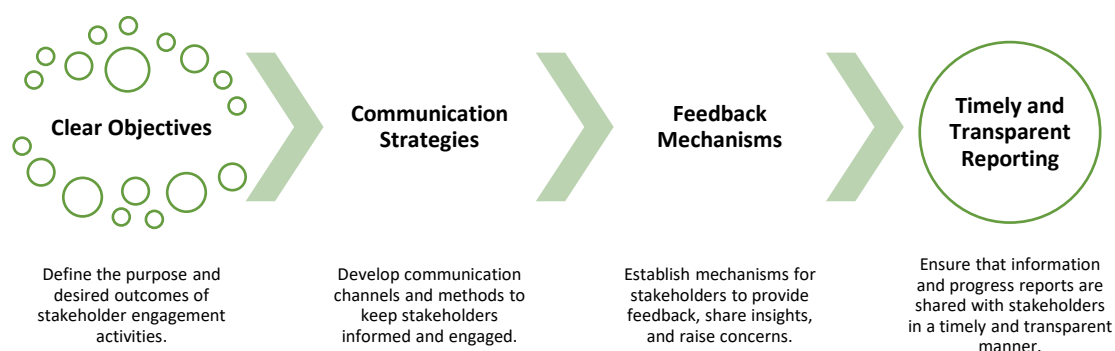 Clear Objectives
Communication
Strategies
Feedback
Mechanisms
Timely and
Transparent
Reporting
Define the purpose and
desired outcomes of
stakeholder engagement
activities.
Develop communication
channels and methods to
keep stakeholders
informed and engaged.
Establish mechanisms for
stakeholders to provide
feedback, share insights,
and raise concerns.
Ensure that information
and progress reports are
shared with stakeholders
in a timely and transparent
manner.